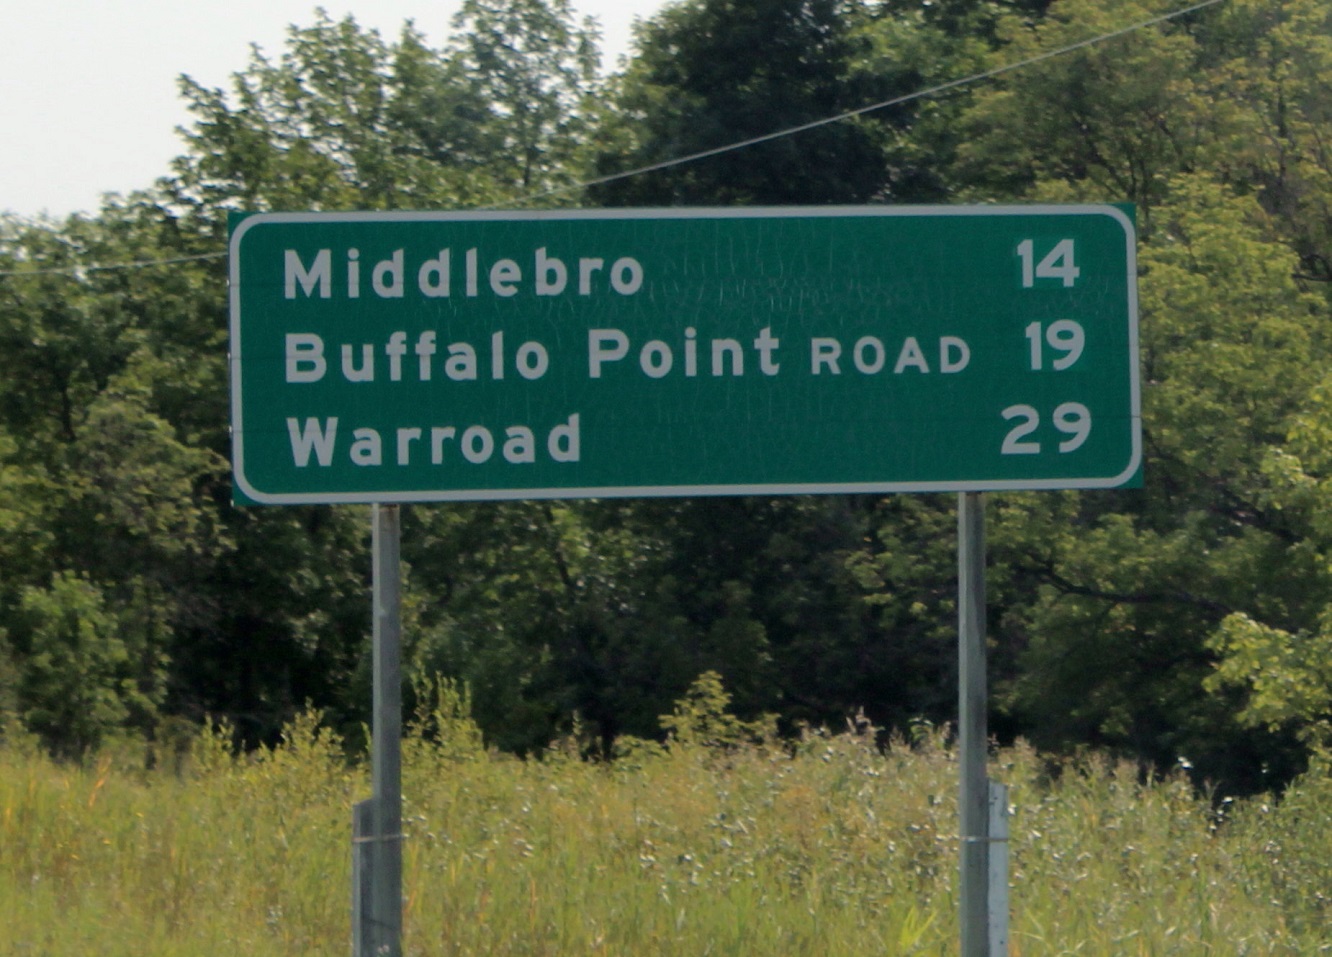 Middlebro 14
Buffalo Point ROAD 19
Warroad 29